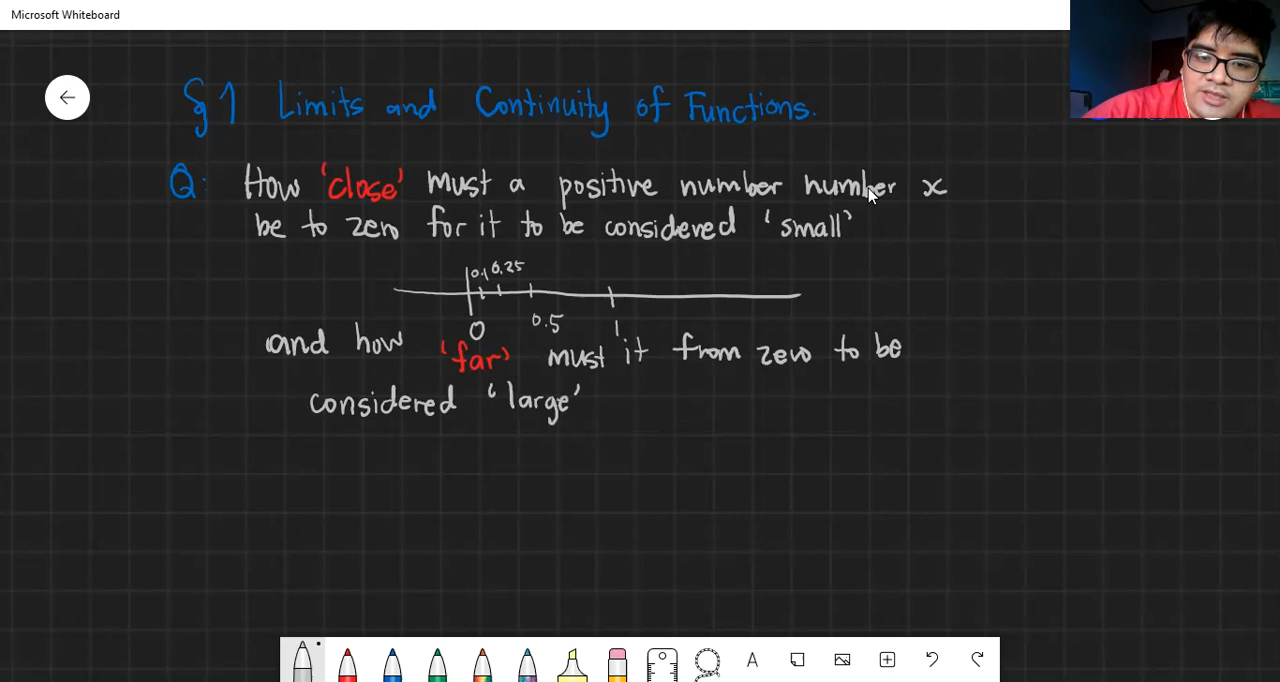 Microsoft Whiteboard
§1 Limits and Continuity of Functions.
Q: How 'close' must a positive number number x
be to zero for it to be considered 'small'
0.1 0.25
0 0.5 1
and how 'far' must it from zero to be
considered 'large'
A